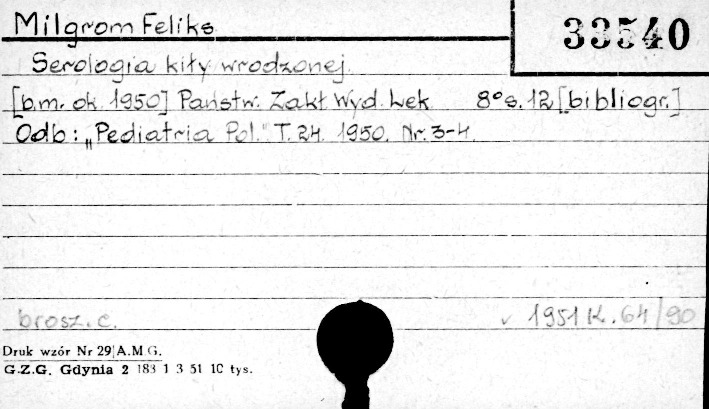 Milgrom Feliks
33540
Serologia kiły wrodzonej.
[b.m. ok. 1950] Państw. Zakł Wyd. Lek 8° s. 12 [bibliogr.]
Odb: „Pediatria Pol." T. 24. 1950. Nr. 3-4.
brosz. c. v 1951 K. 64/90
Druk wzór Nr 29 A.M G.
G.Z.G. Gdynia 2 183 1 3 51 10 tys.